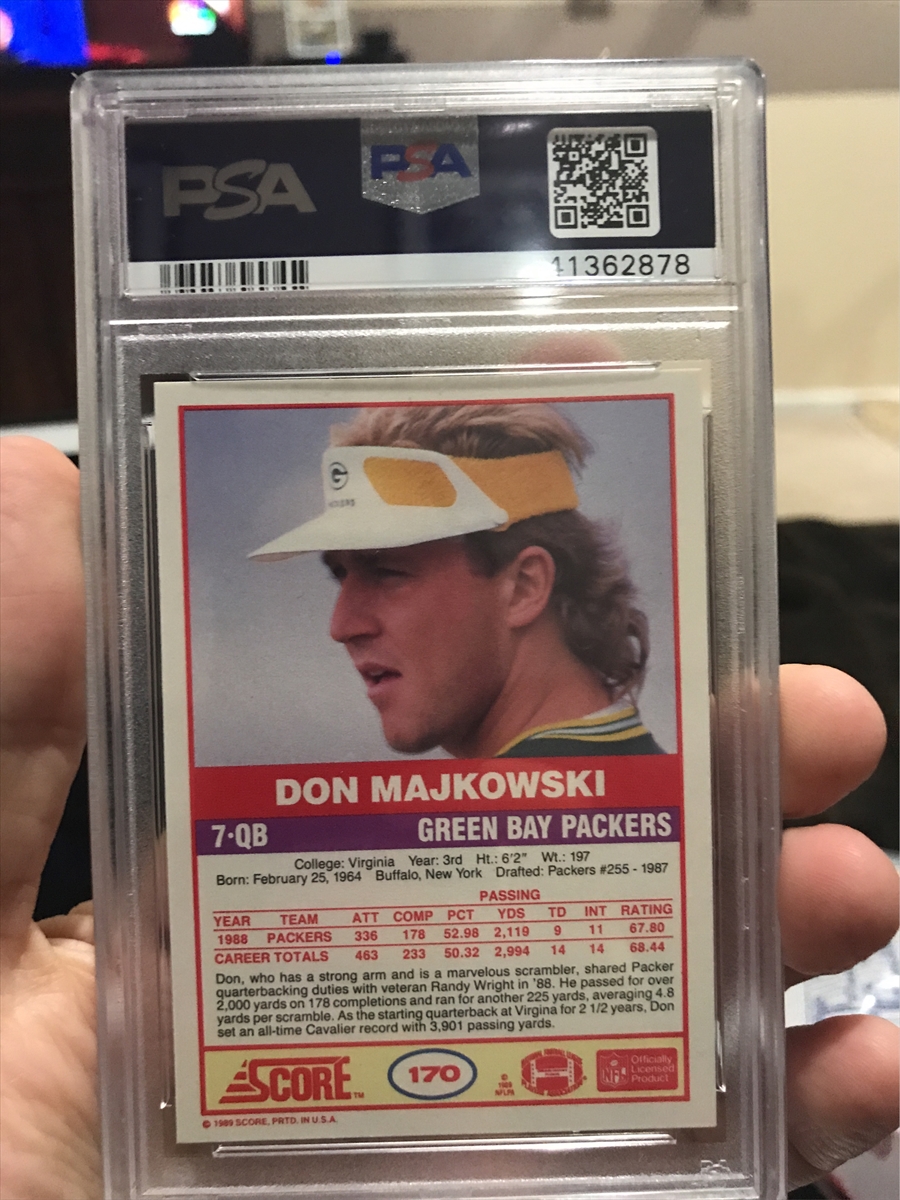 PSA PSA
41362878
G
PACKERS
DON MAJKOWSKI
7·QB GREEN BAY PACKERS
College: Virginia Year: 3rd Ht.: 6'2" Wt.: 197
Born: February 25, 1964 Buffalo, New York Drafted: Packers #255 - 1987
PASSING
YEAR TEAM ATT COMP PCT YDS TD INT RATING
1988 PACKERS 336 178 52.98 2,119 9 11 67.80
CAREER TOTALS 463 233 50.32 2,994 14 14 68.44
Don, who has a strong arm and is a marvelous scrambler, shared Packer
quarterbacking duties with veteran Randy Wright in '88. He passed for over
2,000 yards on 178 completions and ran for another 225 yards, averaging 4.8
yards per scramble. As the starting quarterback at Virgina for 2 1/2 years, Don
set an all-time Cavalier record with 3,901 passing yards.
SCORE™ 170
© 1989 NFLPA
NFL
Officially
Licensed
Product
© 1989 SCORE, PRTD. IN U.S.A.